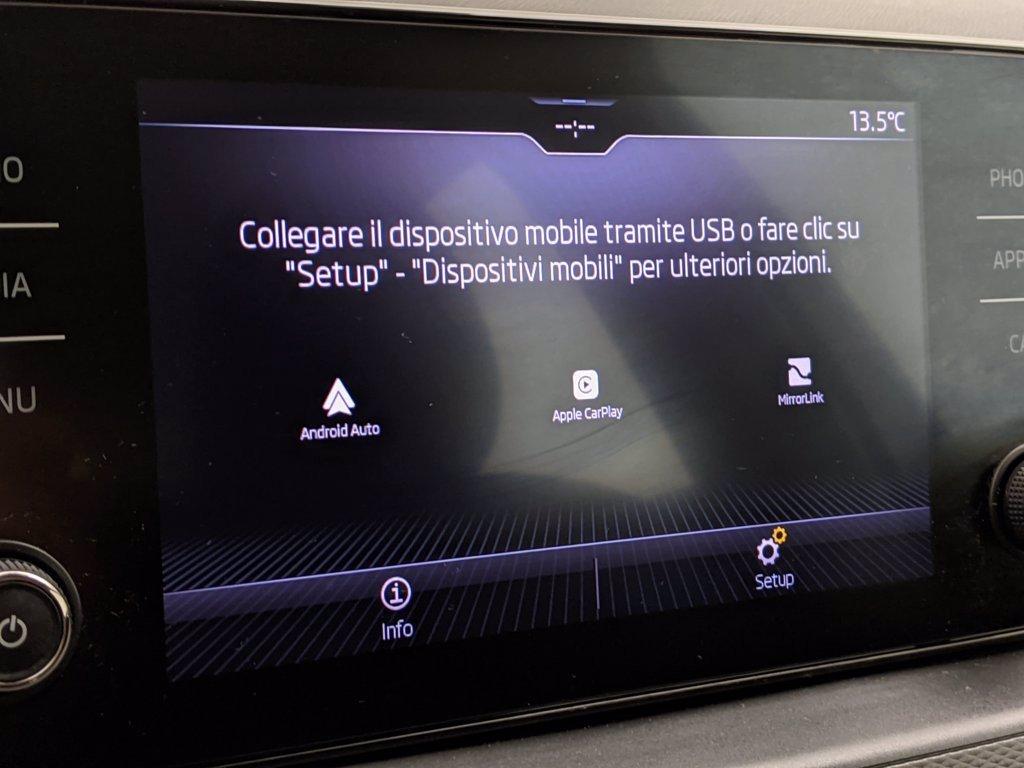 --:--
13.5°C
Collegare il dispositivo mobile tramite USB o fare clic su
"Setup" - "Dispositivi mobili" per ulteriori opzioni.
Android Auto
Apple CarPlay
MirrorLink
Info
Setup